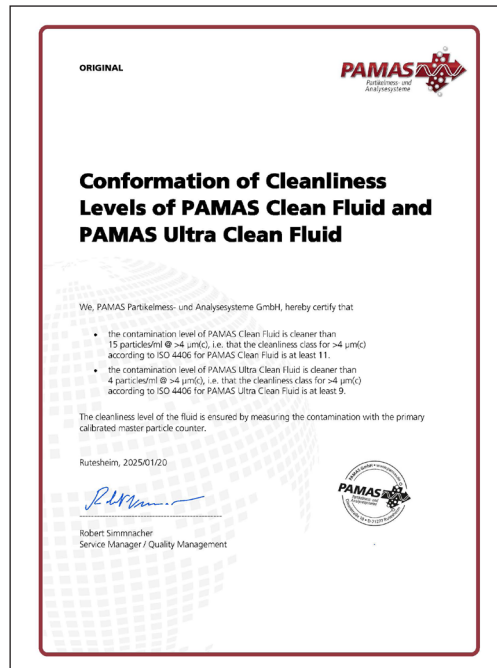 ORIGINAL
PAMAS
Partikelmess- und
Analysesysteme
Conformation of Cleanliness
Levels of PAMAS Clean Fluid and
PAMAS Ultra Clean Fluid
We, PAMAS Partikelmess- und Analysesysteme GmbH, hereby certify that
• the contamination level of PAMAS Clean Fluid is cleaner than
15 particles/ml @ >4 µm(c), i.e. that the cleanliness class for >4 µm(c)
according to ISO 4406 for PAMAS Clean Fluid is at least 11.
• the contamination level of PAMAS Ultra Clean Fluid is cleaner than
4 particles/ml @ >4 µm(c), i.e. that the cleanliness class for >4 µm(c)
according to ISO 4406 for PAMAS Ultra Clean Fluid is at least 9.
The cleanliness level of the fluid is ensured by measuring the contamination with the primary
calibrated master particle counter.
Rutesheim, 2025/01/20
Robert Simmnacher
Service Manager / Quality Management
PAMAS GmbH
PAMAS
Partikelmess- und
Analysesysteme